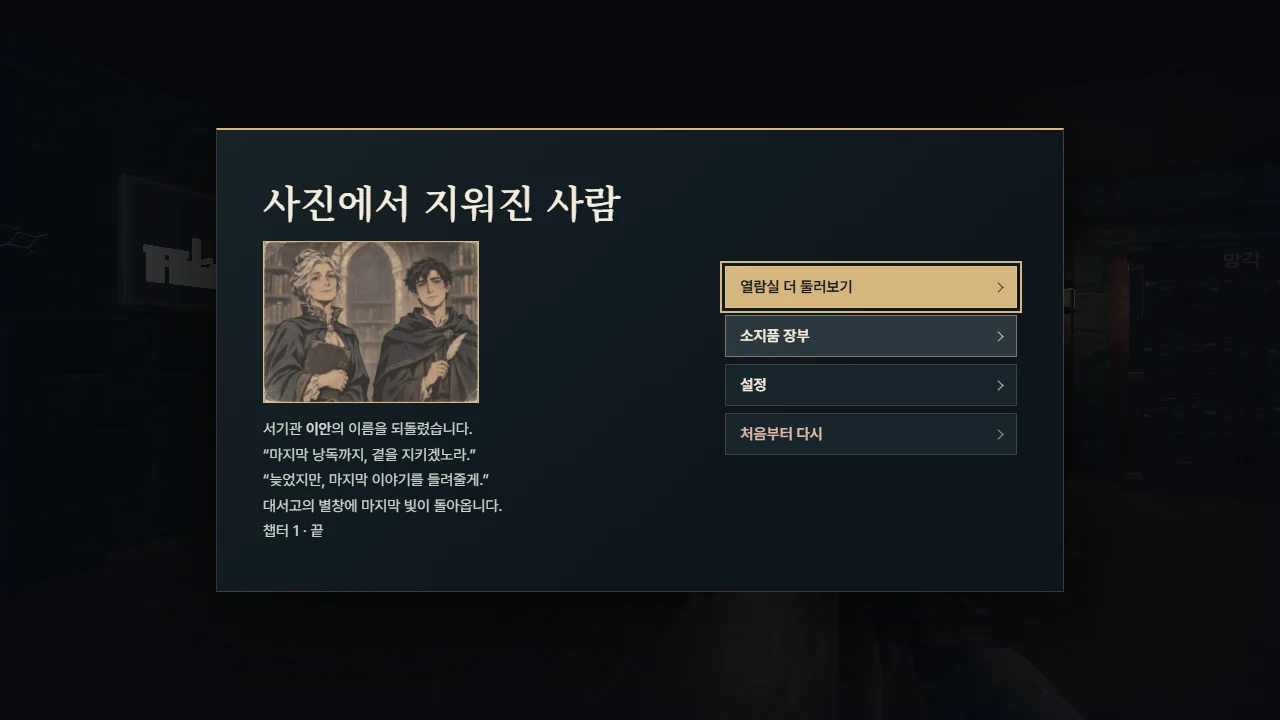 사진에서 지워진 사람
서기관 이안의 이름을 되돌렸습니다.
“마지막 낭독까지, 곁을 지키겠노라.”
“늦었지만, 마지막 이야기를 들려줄게.”
대서고의 별창에 마지막 빛이 돌아옵니다.
챕터 1 · 끝
열람실 더 둘러보기
소지품 장부
설정
처음부터 다시
망각